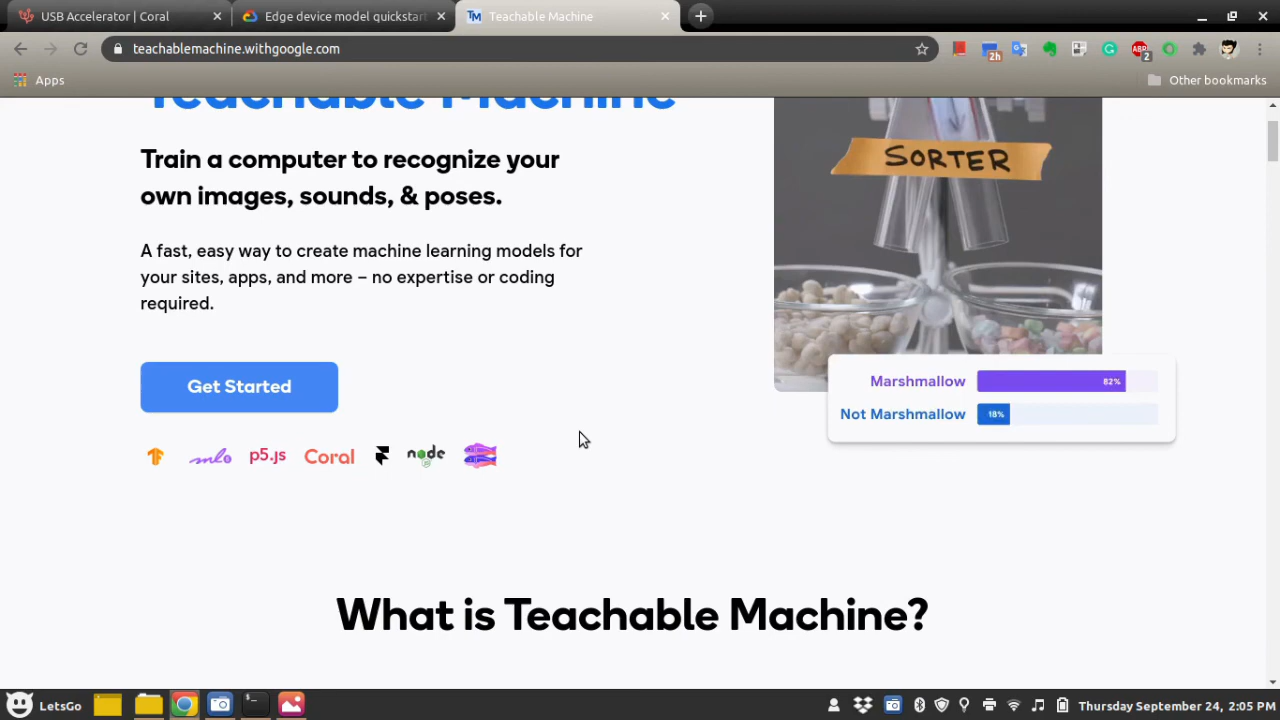 USB Accelerator | Coral
Edge device model quickstart
Teachable Machine
teachablemachine.withgoogle.com
2h
ABP
2
Apps
Other bookmarks
Teachable Machine
Train a computer to recognize your
own images, sounds, & poses.
A fast, easy way to create machine learning models for
your sites, apps, and more – no expertise or coding
required.
Get Started
ml5 p5.js Coral node
SORTER
Marshmallow 82%
Not Marshmallow 18%
What is Teachable Machine?
LetsGo
Thursday September 24, 2:05 PM